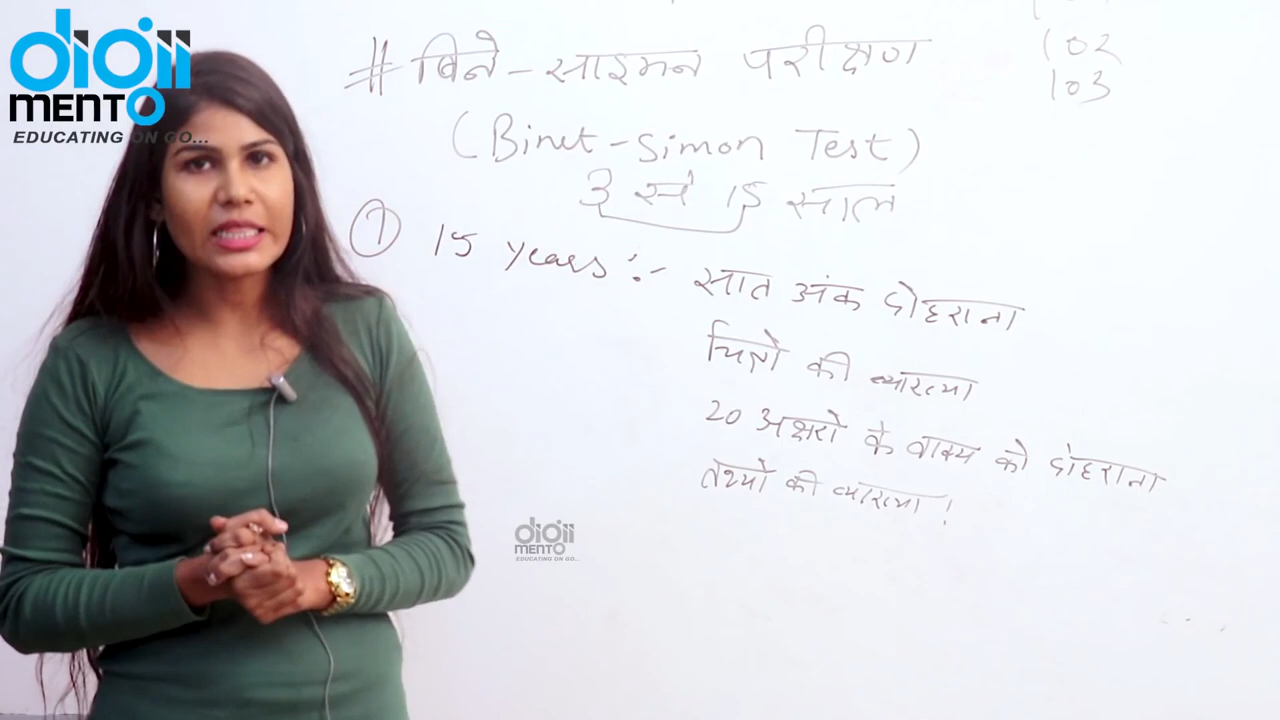 digii
MENTO
EDUCATING ON GO...
# बिने - साइमन परीक्षण
(Binet - Simon Test)
3 से 15 साल
102
103
① 15 years :- सात अंक दोहराना
चित्रो की व्याख्या
20 अक्षरो के वाक्य को दोहराना
तथ्यो की व्याख्या !
digii
MENTO
EDUCATING ON GO...